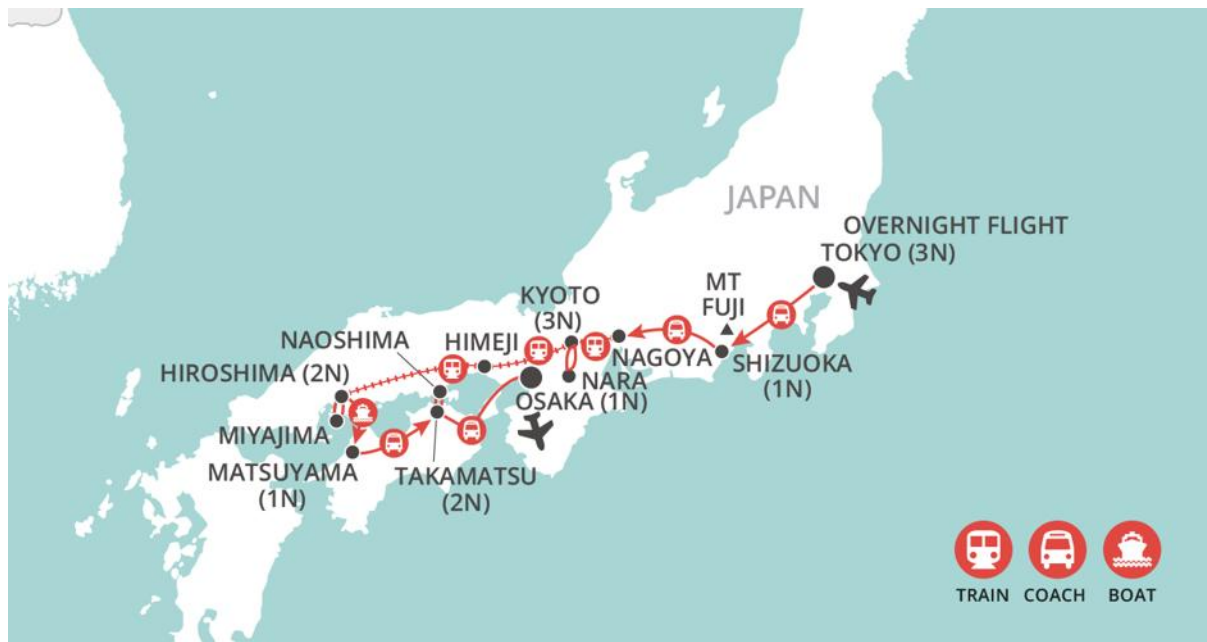 JAPAN
OVERNIGHT FLIGHT
TOKYO (3N)
MT
FUJI
KYOTO
(3N)
NAOSHIMA
HIMEJI
NAGOYA
SHIZUOKA
(1N)
HIROSHIMA (2N)
NARA
OSAKA (1N)
MIYAJIMA
MATSUYAMA
(1N)
TAKAMATSU
(2N)
TRAIN
COACH
BOAT